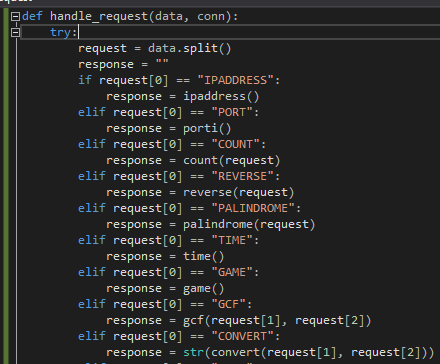 def handle_request(data, conn):
    try:
        request = data.split()
        response = ""
        if request[0] == "IPADDRESS":
            response = ipaddress()
        elif request[0] == "PORT":
            response = porti()
        elif request[0] == "COUNT":
            response = count(request)
        elif request[0] == "REVERSE":
            response = reverse(request)
        elif request[0] == "PALINDROME":
            response = palindrome(request)
        elif request[0] == "TIME":
            response = time()
        elif request[0] == "GAME":
            response = game()
        elif request[0] == "GCF":
            response = gcf(request[1], request[2])
        elif request[0] == "CONVERT":
            response = str(convert(request[1], request[2]))